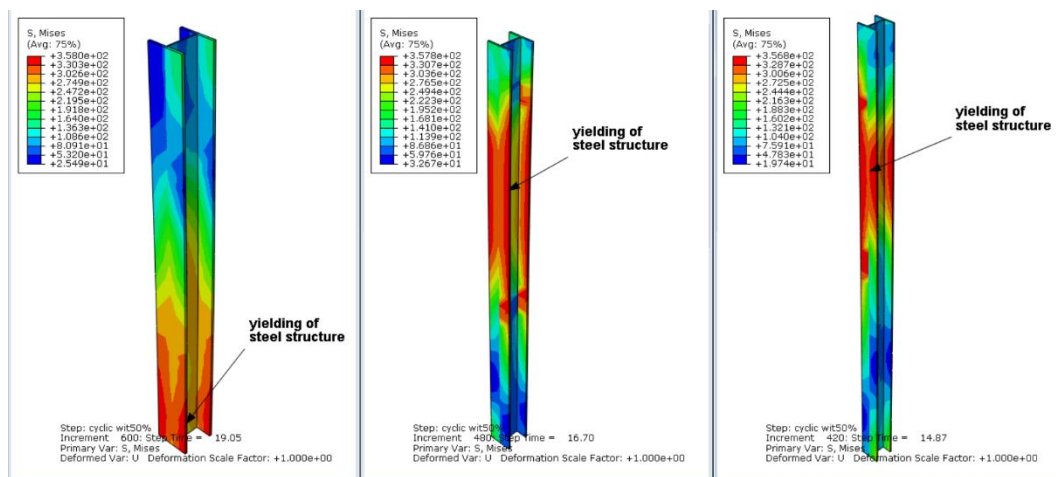 S, Mises
(Avg: 75%)
+3.580e+02
+3.303e+02
+3.026e+02
+2.749e+02
+2.472e+02
+2.195e+02
+1.918e+02
+1.640e+02
+1.363e+02
+1.086e+02
+8.091e+01
+5.320e+01
+2.549e+01
yielding of
steel structure
Step: cyclic wit50%
Increment 600: Step Time = 19.05
Primary Var: S, Mises
Deformed Var: U Deformation Scale Factor: +1.000e+00
S, Mises
(Avg: 75%)
+3.578e+02
+3.307e+02
+3.036e+02
+2.765e+02
+2.494e+02
+2.223e+02
+1.952e+02
+1.681e+02
+1.410e+02
+1.139e+02
+8.686e+01
+5.976e+01
+3.267e+01
yielding of
steel structure
Step: cyclic wit50%
Increment 480: Step Time = 16.70
Primary Var: S, Mises
Deformed Var: U Deformation Scale Factor: +1.000e+00
S, Mises
(Avg: 75%)
+3.568e+02
+3.287e+02
+3.006e+02
+2.725e+02
+2.444e+02
+2.163e+02
+1.883e+02
+1.602e+02
+1.321e+02
+1.040e+02
+7.591e+01
+4.783e+01
+1.974e+01
yielding of
steel structure
Step: cyclic wit50%
Increment 420: Step Time = 14.87
Primary Var: S, Mises
Deformed Var: U Deformation Scale Factor: +1.000e+00